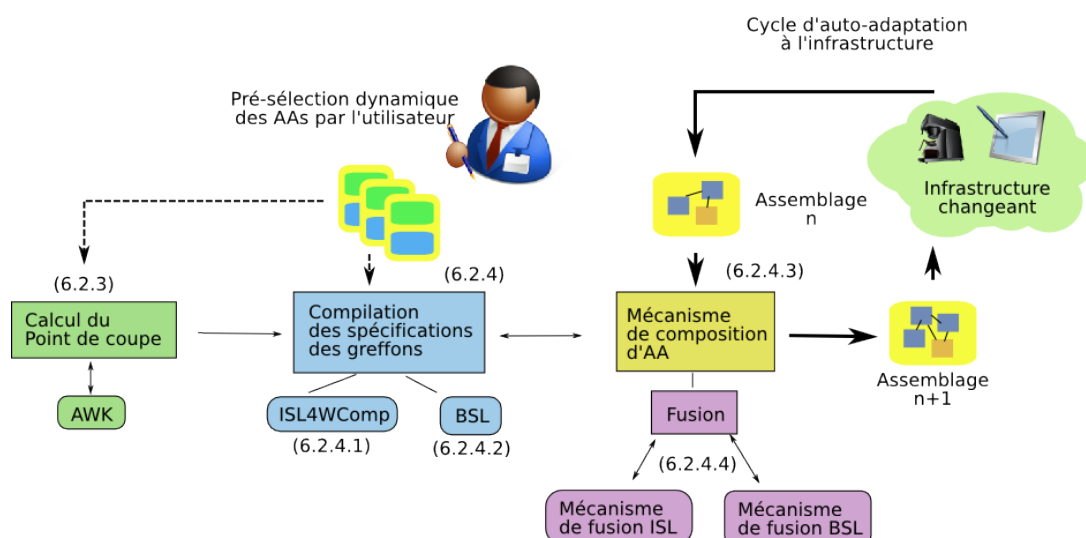 Cycle d'auto-adaptation
à l'infrastructure
Pré-sélection dynamique
des AAs par l'utilisateur
Infrastructure
changeant
Assemblage
n
(6.2.3)
(6.2.4)
(6.2.4.3)
Calcul du
Point de coupe
Compilation
des spécifications
des greffons
Mécanisme
de composition
d'AA
Assemblage
n+1
AWK
ISL4WComp
BSL
Fusion
(6.2.4.1)
(6.2.4.2)
(6.2.4.4)
Mécanisme
de fusion ISL
Mécanisme
de fusion BSL